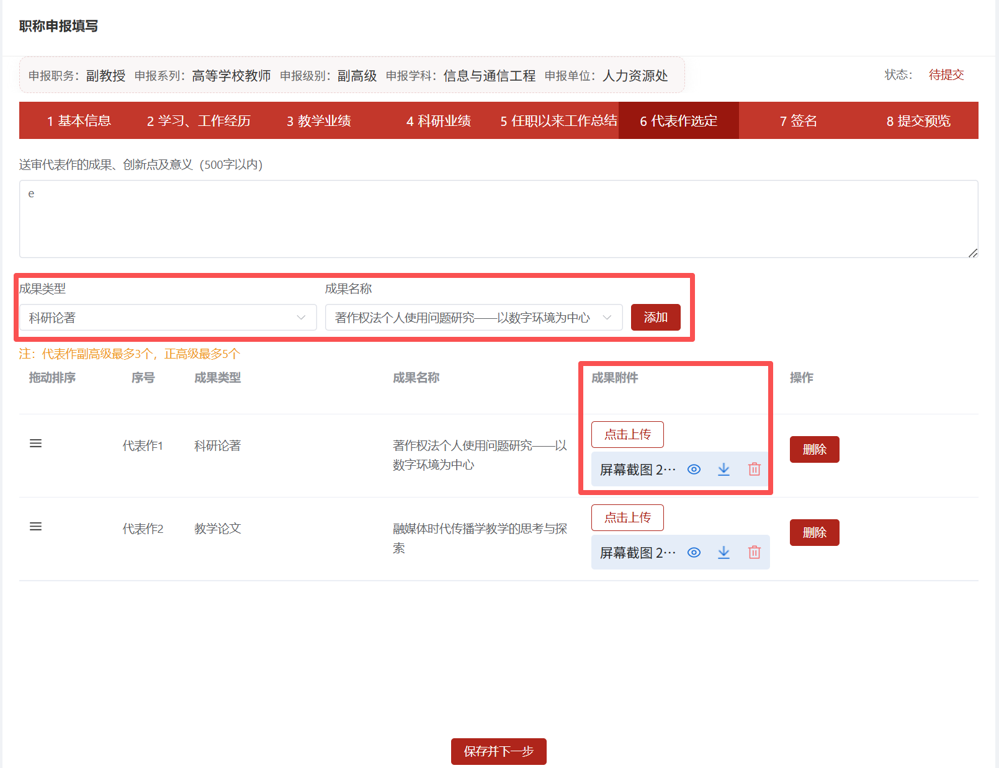 职称申报填写
申报职务：副教授 申报系列：高等学校教师 申报级别：副高级 申报学科：信息与通信工程 申报单位：人力资源处
状态： 待提交
1 基本信息 2 学习、工作经历 3 教学业绩 4 科研业绩 5 任职以来工作总结 6 代表作选定 7 签名 8 提交预览
送审代表作的成果、创新点及意义（500字以内）
e
成果类型 成果名称
科研论著 著作权法个人使用问题研究——以数字环境为中心 添加
注：代表作副高级最多3个，正高级最多5个
拖动排序 序号 成果类型 成果名称 成果附件 操作
点击上传
代表作1 科研论著 著作权法个人使用问题研究——以 删除
数字环境为中心
屏幕截图 2…
点击上传
代表作2 教学论文 融媒体时代传播学教学的思考与探 删除
索
屏幕截图 2…
保存并下一步